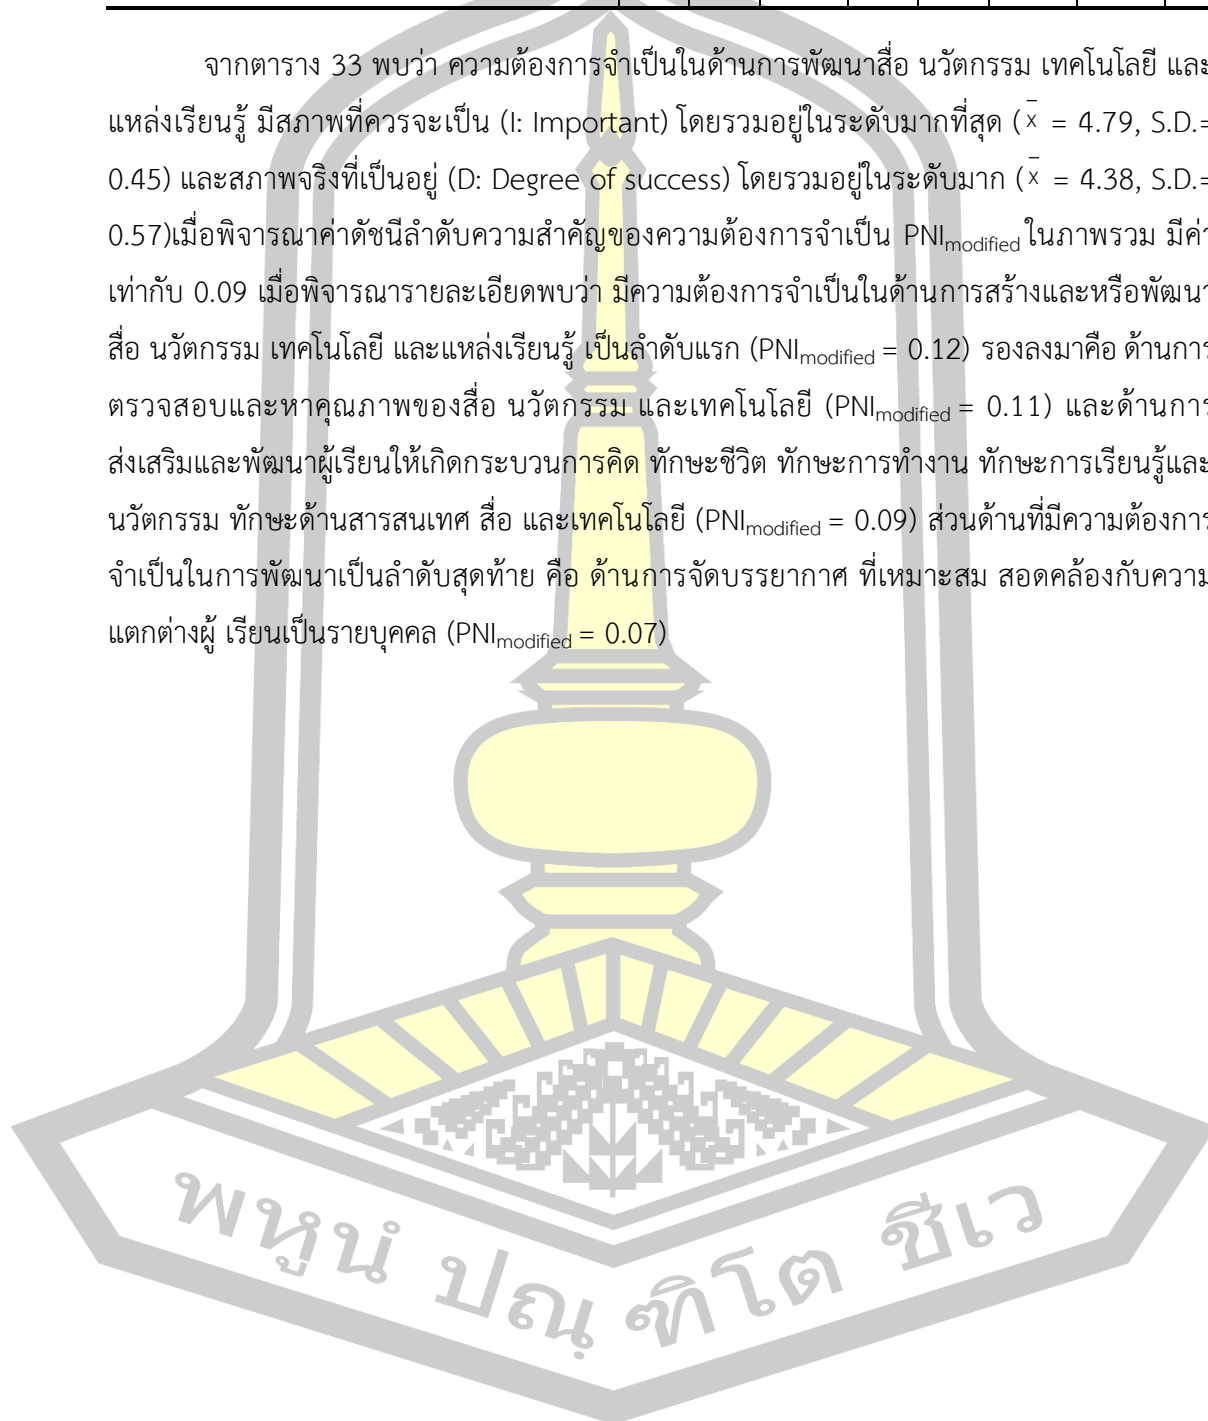 จากตาราง 33 พบว่า ความต้องการจำเป็นในด้านการพัฒนาสื่อ นวัตกรรม เทคโนโลยี และ
แหล่งเรียนรู้ มีสภาพที่ควรจะเป็น (I: Important) โดยรวมอยู่ในระดับมากที่สุด (x̄ = 4.79, S.D.=
0.45) และสภาพจริงที่เป็นอยู่ (D: Degree of success) โดยรวมอยู่ในระดับมาก (x̄ = 4.38, S.D.=
0.57)เมื่อพิจารณาค่าดัชนีลำดับความสำคัญของความต้องการจำเป็น PNImodified ในภาพรวม มีค่า
เท่ากับ 0.09 เมื่อพิจารณารายละเอียดพบว่า มีความต้องการจำเป็นในด้านการสร้างและหรือพัฒนา
สื่อ นวัตกรรม เทคโนโลยี และแหล่งเรียนรู้ เป็นลำดับแรก (PNImodified = 0.12) รองลงมาคือ ด้านการ
ตรวจสอบและหาคุณภาพของสื่อ นวัตกรรม และเทคโนโลยี (PNImodified = 0.11) และด้านการ
ส่งเสริมและพัฒนาผู้เรียนให้เกิดกระบวนการคิด ทักษะชีวิต ทักษะการทำงาน ทักษะการเรียนรู้และ
นวัตกรรม ทักษะด้านสารสนเทศ สื่อ และเทคโนโลยี (PNImodified = 0.09) ส่วนด้านที่มีความต้องการ
จำเป็นในการพัฒนาเป็นลำดับสุดท้าย คือ ด้านการจัดบรรยากาศ ที่เหมาะสม สอดคล้องกับความ
แตกต่างผู้ เรียนเป็นรายบุคคล (PNImodified = 0.07)
พหูนํ ปณฺฑิโต ชีเว